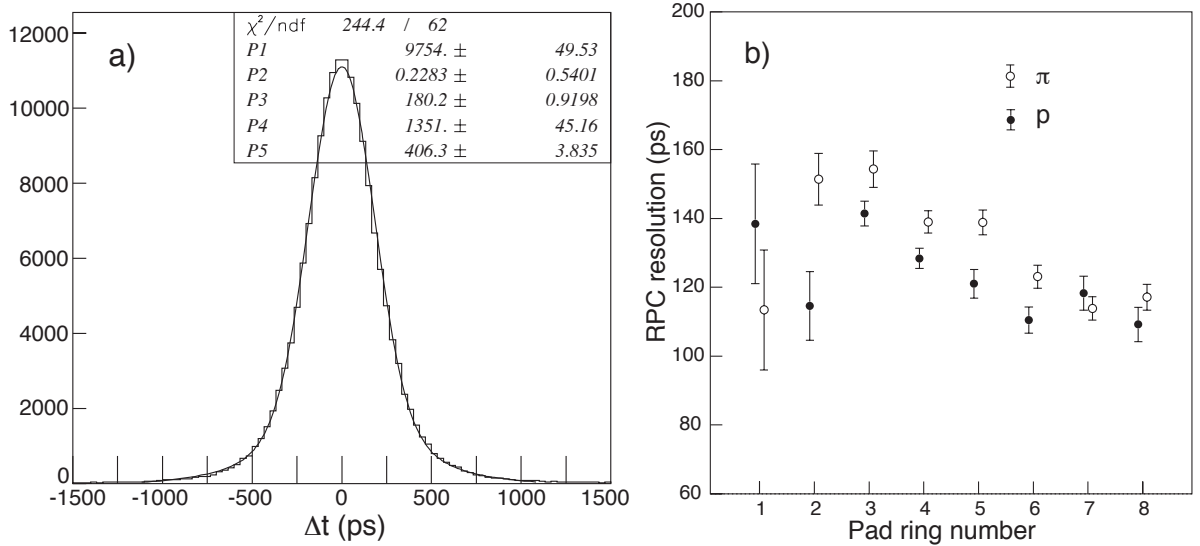 a)
χ²/ndf 244.4 / 62
P1 9754. ± 49.53
P2 0.2283 ± 0.5401
P3 180.2 ± 0.9198
P4 1351. ± 45.16
P5 406.3 ± 3.835
12000
10000
8000
6000
4000
2000
0
-1500 -1000 -500 0 500 1000 1500
Δt (ps)
b)
π
p
RPC resolution (ps)
200
180
160
140
120
100
80
60
1 2 3 4 5 6 7 8
Pad ring number